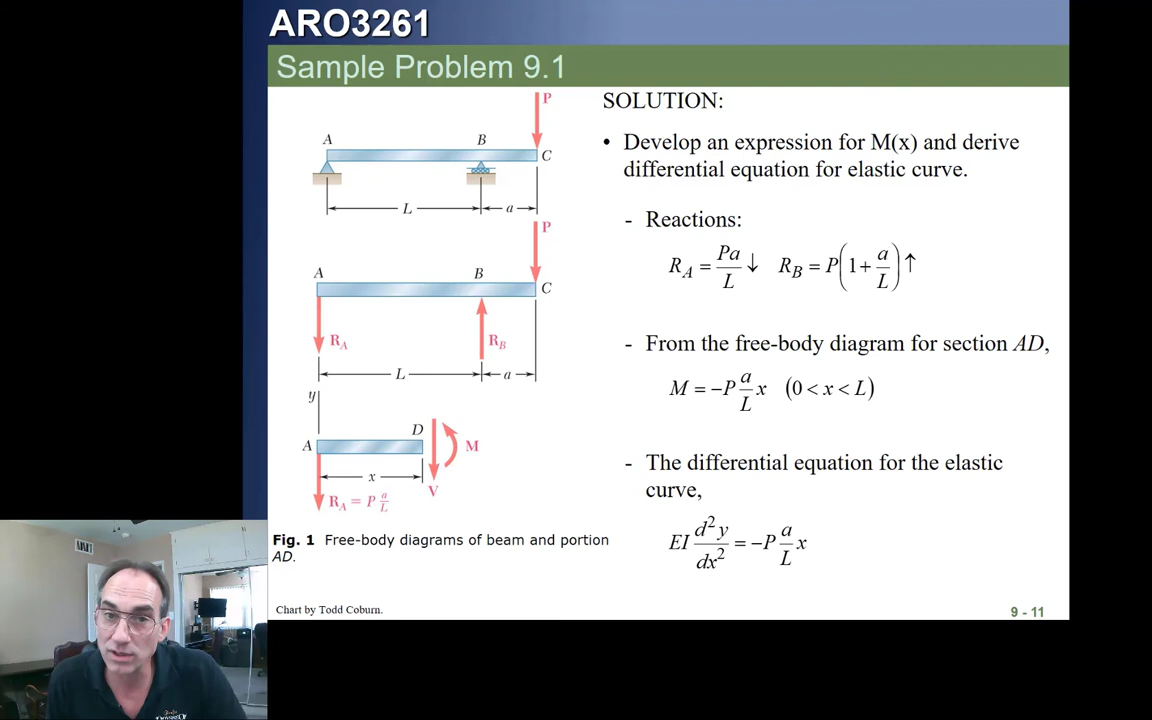 ARO3261
Sample Problem 9.1
P
A
B
C
L
a
P
A
B
C
R_A
R_B
L
a
y
A
D
M
x
V
R_A = P a/L
Fig. 1 Free-body diagrams of beam and portion
AD.
Chart by Todd Coburn.
SOLUTION:
• Develop an expression for M(x) and derive
differential equation for elastic curve.
- Reactions:
R_A = Pa/L ↓ R_B = P(1 + a/L) ↑
- From the free-body diagram for section AD,
M = −P a/L x (0 < x < L)
- The differential equation for the elastic
curve,
EI d²y/dx² = −P a/L x
9 - 11